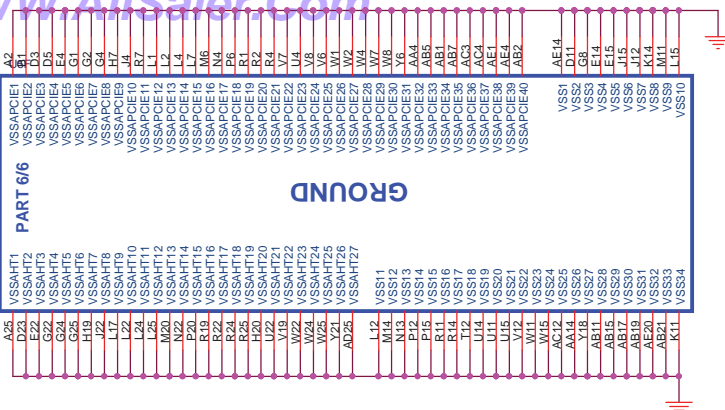 w.AllSaler.Com
A2
B1
D3
D5
E4
G1
G2
G4
H7
J4
R7
L1
L2
L4
L7
M6
N4
P6
R1
R2
R4
V7
U4
V8
V6
W1
W2
W4
W7
W8
Y6
AA4
AB5
AB1
AB7
AC3
AC4
AE1
AE4
AB2
AE14
D11
G8
E14
E15
J15
J12
K14
M11
L15
VSSAPCIE1
VSSAPCIE2
VSSAPCIE3
VSSAPCIE4
VSSAPCIE5
VSSAPCIE6
VSSAPCIE7
VSSAPCIE8
VSSAPCIE9
VSSAPCIE10
VSSAPCIE11
VSSAPCIE12
VSSAPCIE13
VSSAPCIE14
VSSAPCIE15
VSSAPCIE16
VSSAPCIE17
VSSAPCIE18
VSSAPCIE19
VSSAPCIE20
VSSAPCIE21
VSSAPCIE22
VSSAPCIE23
VSSAPCIE24
VSSAPCIE25
VSSAPCIE26
VSSAPCIE27
VSSAPCIE28
VSSAPCIE29
VSSAPCIE30
VSSAPCIE31
VSSAPCIE32
VSSAPCIE33
VSSAPCIE34
VSSAPCIE35
VSSAPCIE36
VSSAPCIE37
VSSAPCIE38
VSSAPCIE39
VSSAPCIE40
VSS1
VSS2
VSS3
VSS4
VSS5
VSS6
VSS7
VSS8
VSS9
VSS10
PART 6/6
GROUND
VSSAHT1
VSSAHT2
VSSAHT3
VSSAHT4
VSSAHT5
VSSAHT6
VSSAHT7
VSSAHT8
VSSAHT9
VSSAHT10
VSSAHT11
VSSAHT12
VSSAHT13
VSSAHT14
VSSAHT15
VSSAHT16
VSSAHT17
VSSAHT18
VSSAHT19
VSSAHT20
VSSAHT21
VSSAHT22
VSSAHT23
VSSAHT24
VSSAHT25
VSSAHT26
VSSAHT27
VSS11
VSS12
VSS13
VSS14
VSS15
VSS16
VSS17
VSS18
VSS19
VSS20
VSS21
VSS22
VSS23
VSS24
VSS25
VSS26
VSS27
VSS28
VSS29
VSS30
VSS31
VSS32
VSS33
VSS34
A25
D23
E22
G22
G24
G25
H19
J22
L17
L22
L24
L25
M20
N22
P20
R19
R22
R24
R25
H20
U22
V19
W22
W24
W25
Y21
AD25
L12
M14
N13
P12
P15
R11
R14
T12
U14
U11
U15
V12
W11
W15
AC12
AA14
Y18
AB11
AB15
AB17
AB19
AE20
AB21
K11